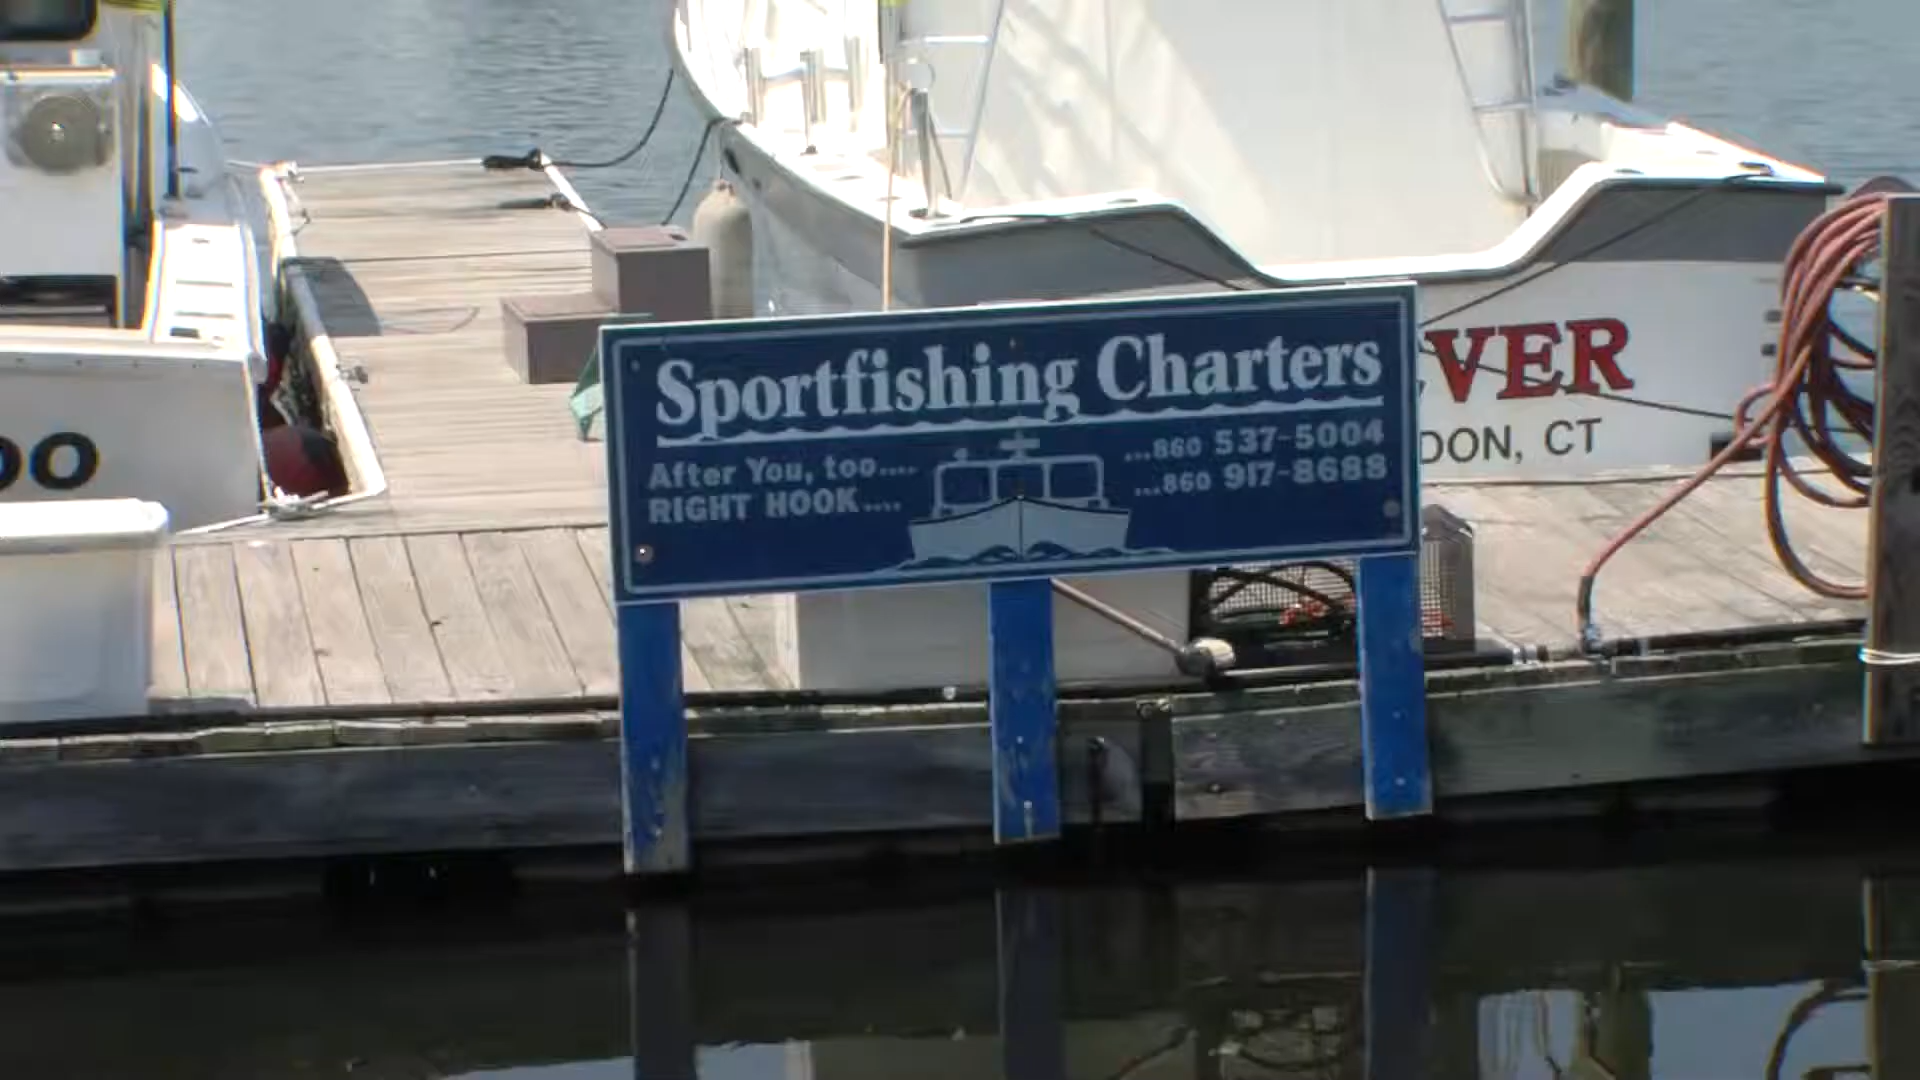 Sportfishing Charters
After You, too.... ...860 537-5004
RIGHT HOOK.... ...860 917-8688
VER
DON, CT
OO